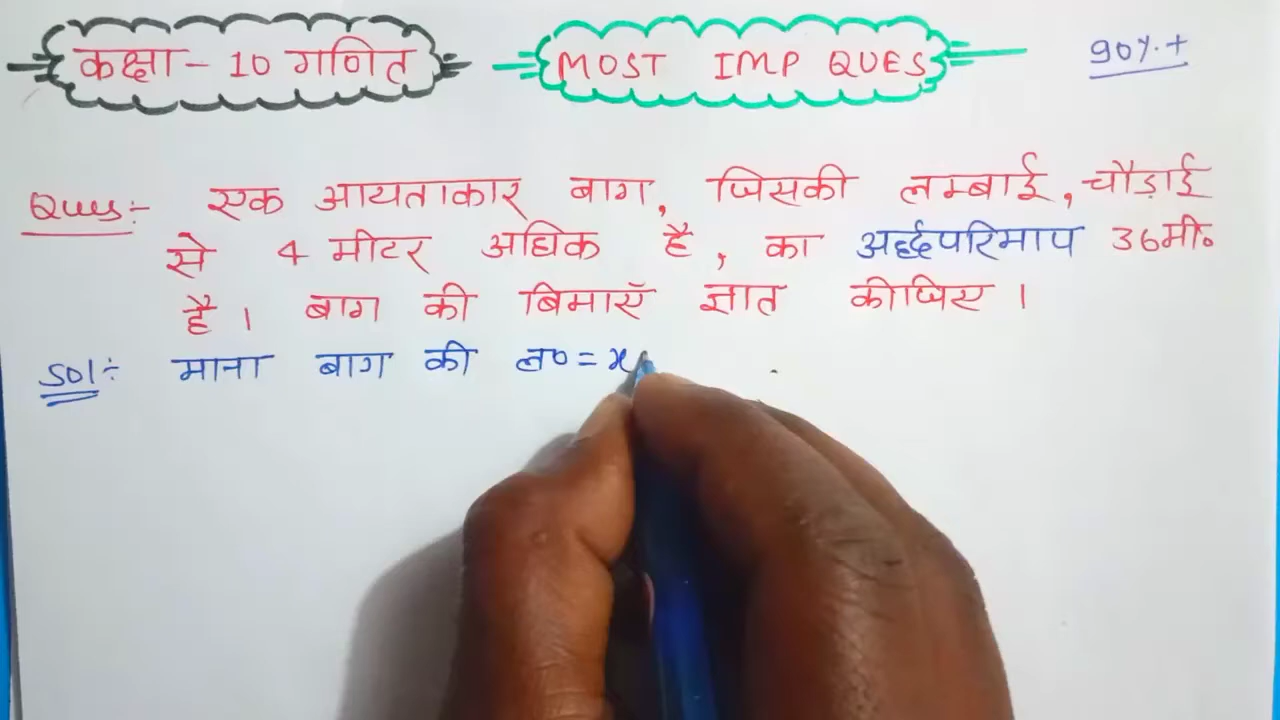 कक्षा - 10 गणित
MOST IMP QUES
90%+
Ques:- एक आयताकार बाग, जिसकी लम्बाई, चौड़ाई
से 4 मीटर अधिक है, का अर्द्धपरिमाप 36मी०
है । बाग की बिमाएँ ज्ञात कीजिए ।
Sol:- माना बाग की ल० = x